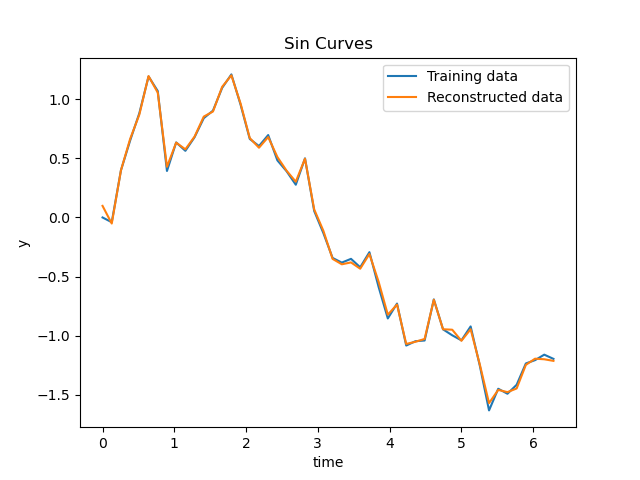 Sin Curves
Training data
Reconstructed data
y
1.0
0.5
0.0
−0.5
−1.0
−1.5
0 1 2 3 4 5 6
time